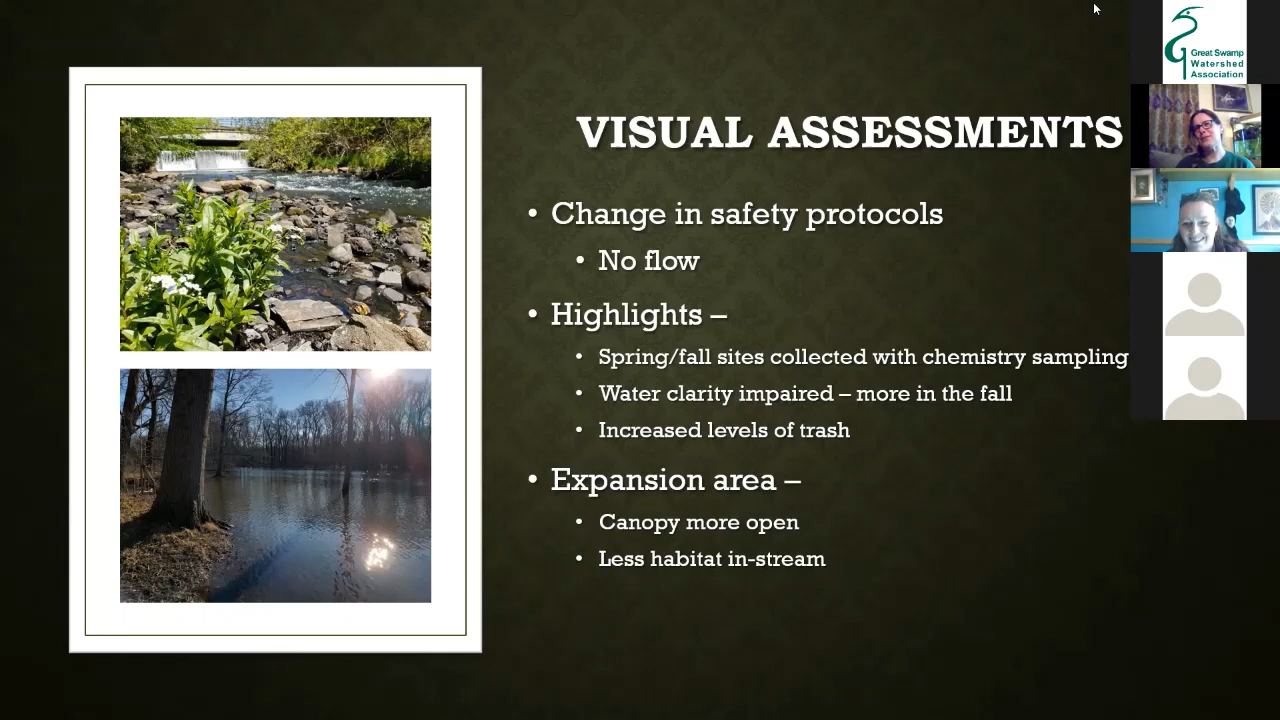 VISUAL ASSESSMENTS
• Change in safety protocols
• No flow
• Highlights –
• Spring/fall sites collected with chemistry sampling
• Water clarity impaired – more in the fall
• Increased levels of trash
• Expansion area –
• Canopy more open
• Less habitat in-stream
Great Swamp
Watershed
Association